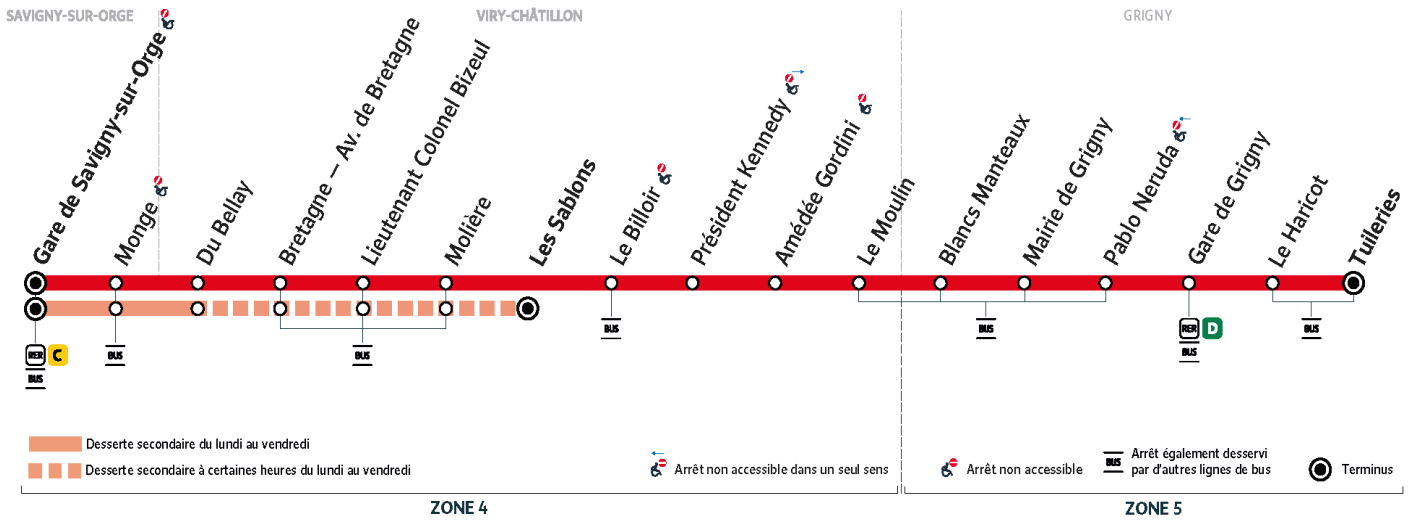 SAVIGNY-SUR-ORGE
VIRY-CHÂTILLON
GRIGNY
Gare de Savigny-sur-Orge
Monge
Du Bellay
Bretagne – Av. de Bretagne
Lieutenant Colonel Bizeul
Molière
Les Sablons
Le Billoir
Président Kennedy
Amédée Gordini
Le Moulin
Blancs Manteaux
Mairie de Grigny
Pablo Neruda
Gare de Grigny
Le Haricot
Tuileries
RER C
BUS
BUS
BUS
BUS
BUS
RER D
BUS
BUS
Desserte secondaire du lundi au vendredi
Desserte secondaire à certaines heures du lundi au vendredi
Arrêt non accessible dans un seul sens
Arrêt non accessible
BUS
Arrêt également desservi
par d'autres lignes de bus
Terminus
ZONE 4
ZONE 5